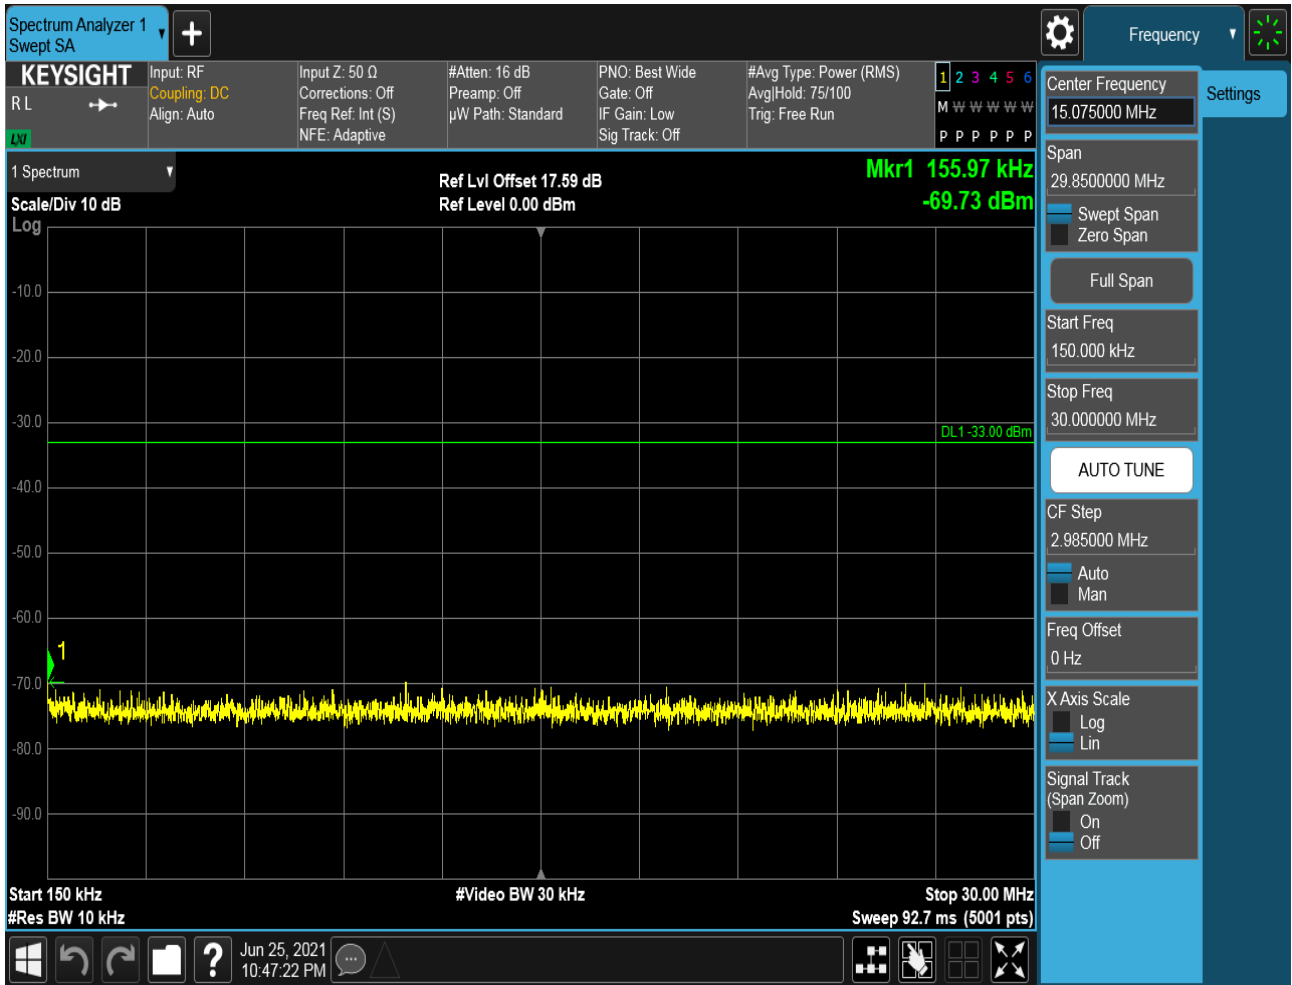 Spectrum Analyzer 1
Swept SA
Frequency
KEYSIGHT
R L
LXI
Input: RF
Coupling: DC
Align: Auto
Input Z: 50 Ω
Corrections: Off
Freq Ref: Int (S)
NFE: Adaptive
#Atten: 16 dB
Preamp: Off
µW Path: Standard
PNO: Best Wide
Gate: Off
IF Gain: Low
Sig Track: Off
#Avg Type: Power (RMS)
Avg|Hold: 75/100
Trig: Free Run
1 2 3 4 5 6
M W W W W W
P P P P P P
1 Spectrum
Scale/Div 10 dB
Log
Ref Lvl Offset 17.59 dB
Ref Level 0.00 dBm
Mkr1 155.97 kHz
-69.73 dBm
-10.0
-20.0
-30.0
DL1 -33.00 dBm
-40.0
-50.0
-60.0
1
-70.0
-80.0
-90.0
Start 150 kHz
#Video BW 30 kHz
Stop 30.00 MHz
#Res BW 10 kHz
Sweep 92.7 ms (5001 pts)
Center Frequency
15.075000 MHz
Settings
Span
29.8500000 MHz
Swept Span
Zero Span
Full Span
Start Freq
150.000 kHz
Stop Freq
30.000000 MHz
AUTO TUNE
CF Step
2.985000 MHz
Auto
Man
Freq Offset
0 Hz
X Axis Scale
Log
Lin
Signal Track
(Span Zoom)
On
Off
?
Jun 25, 2021
10:47:22 PM